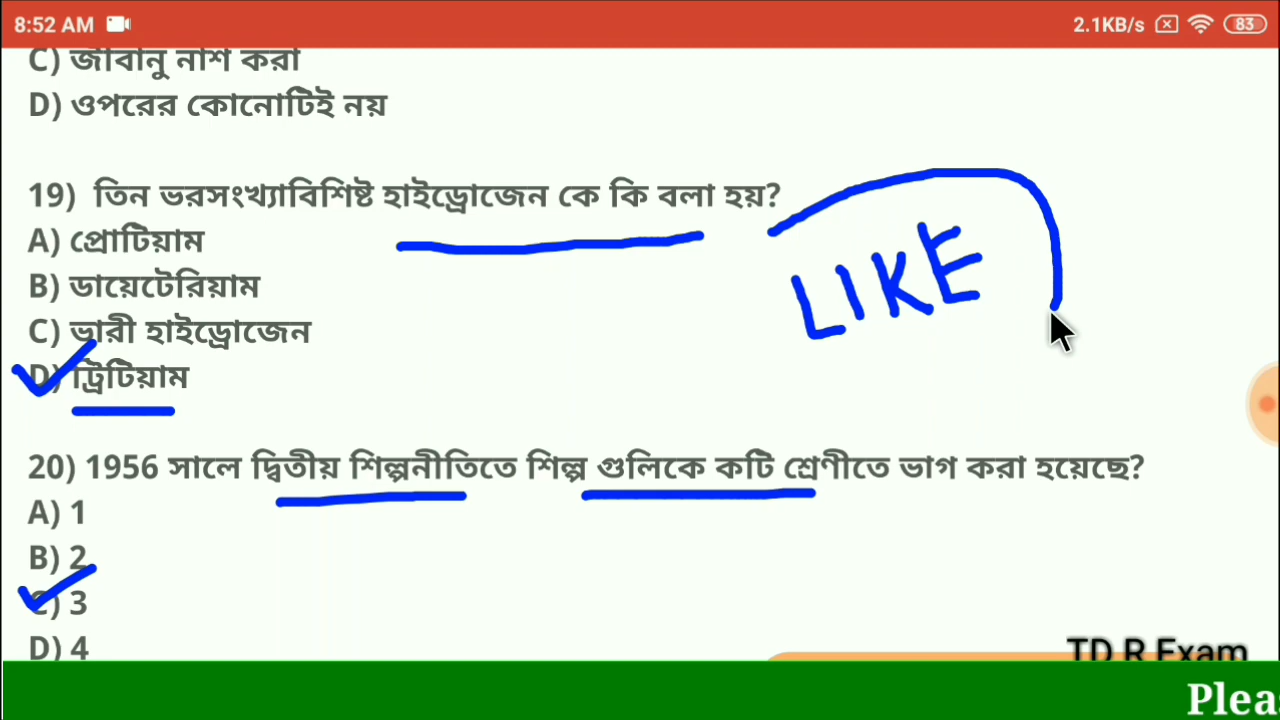 8:52 AM
2.1KB/s 83
C) জীবানু নাশ করা
D) ওপরের কোনোটিই নয়
19) তিন ভরসংখ্যাবিশিষ্ট হাইড্রোজেন কে কি বলা হয়?
A) প্রোটিয়াম
B) ডায়েটেরিয়াম
C) ভারী হাইড্রোজেন
D) ট্রিটিয়াম
LIKE
20) 1956 সালে দ্বিতীয় শিল্পনীতিতে শিল্প গুলিকে কটি শ্রেণীতে ভাগ করা হয়েছে?
A) 1
B) 2
C) 3
D) 4
TD R Exam